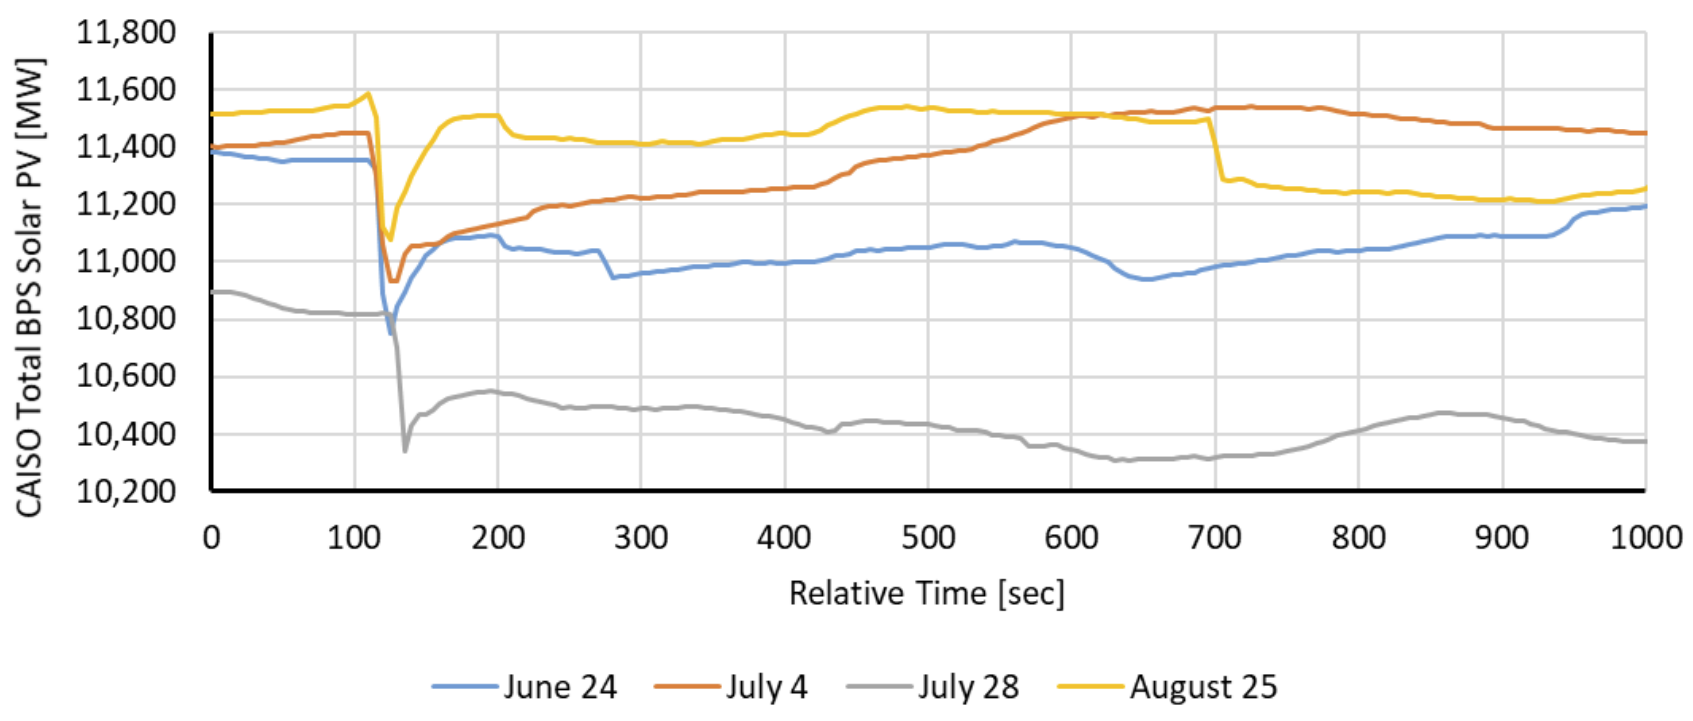 CAISO Total BPS Solar PV [MW]
11,800
11,600
11,400
11,200
11,000
10,800
10,600
10,400
10,200
0 100 200 300 400 500 600 700 800 900 1000
Relative Time [sec]
June 24 July 4 July 28 August 25